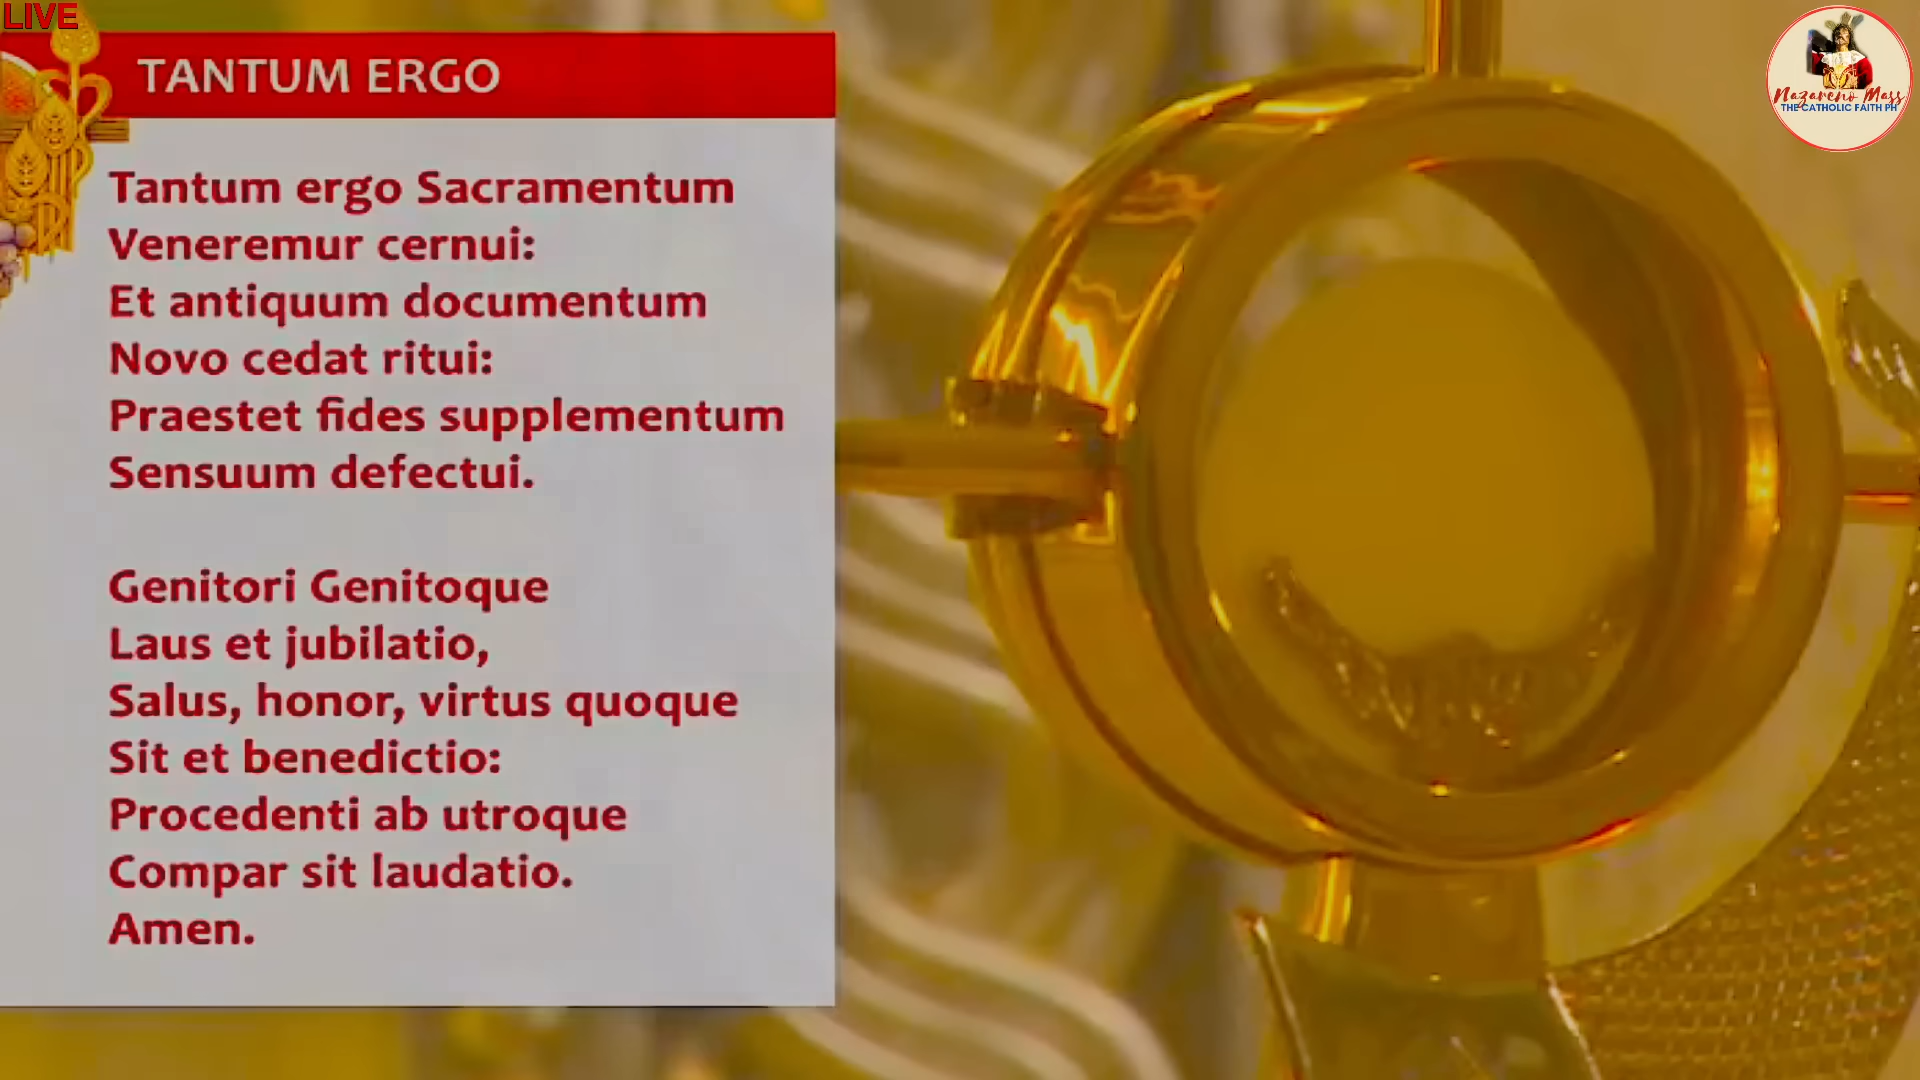 LIVE
TANTUM ERGO
Tantum ergo Sacramentum
Veneremur cernui:
Et antiquum documentum
Novo cedat ritui:
Praestet fides supplementum
Sensuum defectui.
Genitori Genitoque
Laus et jubilatio,
Salus, honor, virtus quoque
Sit et benedictio:
Procedenti ab utroque
Compar sit laudatio.
Amen.
Nazareno Mass
THE CATHOLIC FAITH PH